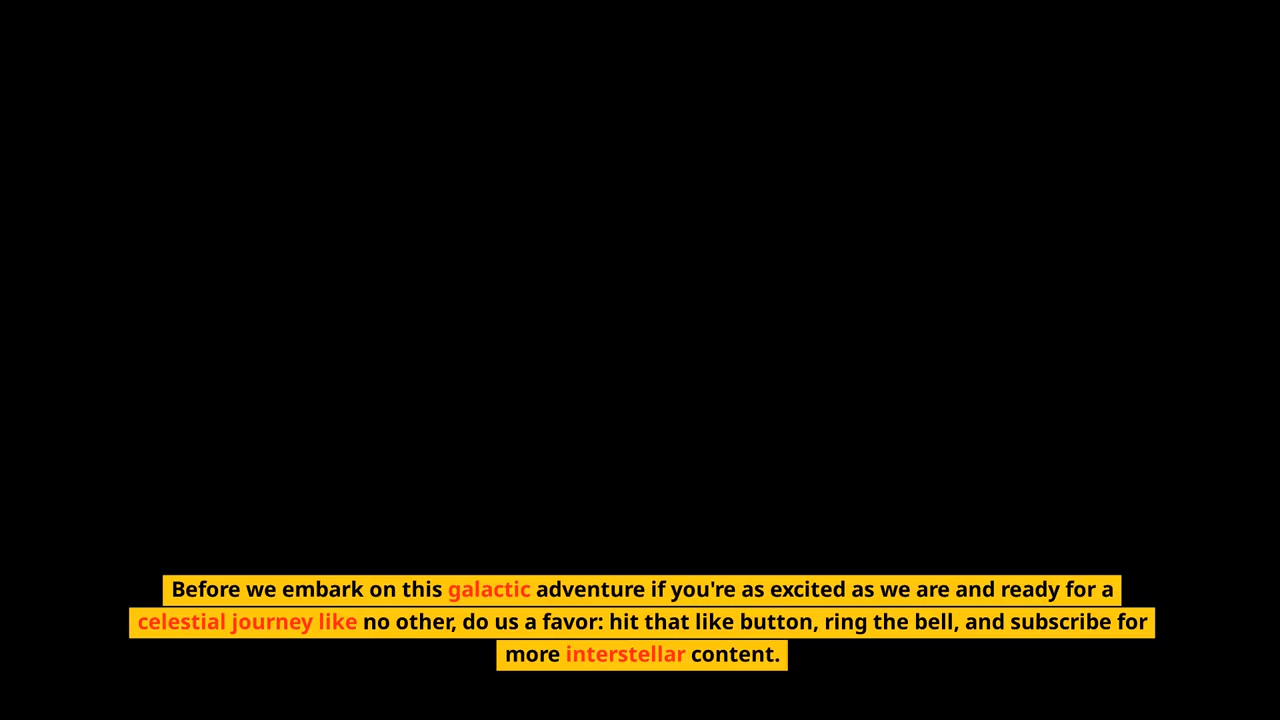 Before we embark on this galactic adventure if you're as excited as we are and ready for a
celestial journey like no other, do us a favor: hit that like button, ring the bell, and subscribe for
more interstellar content.